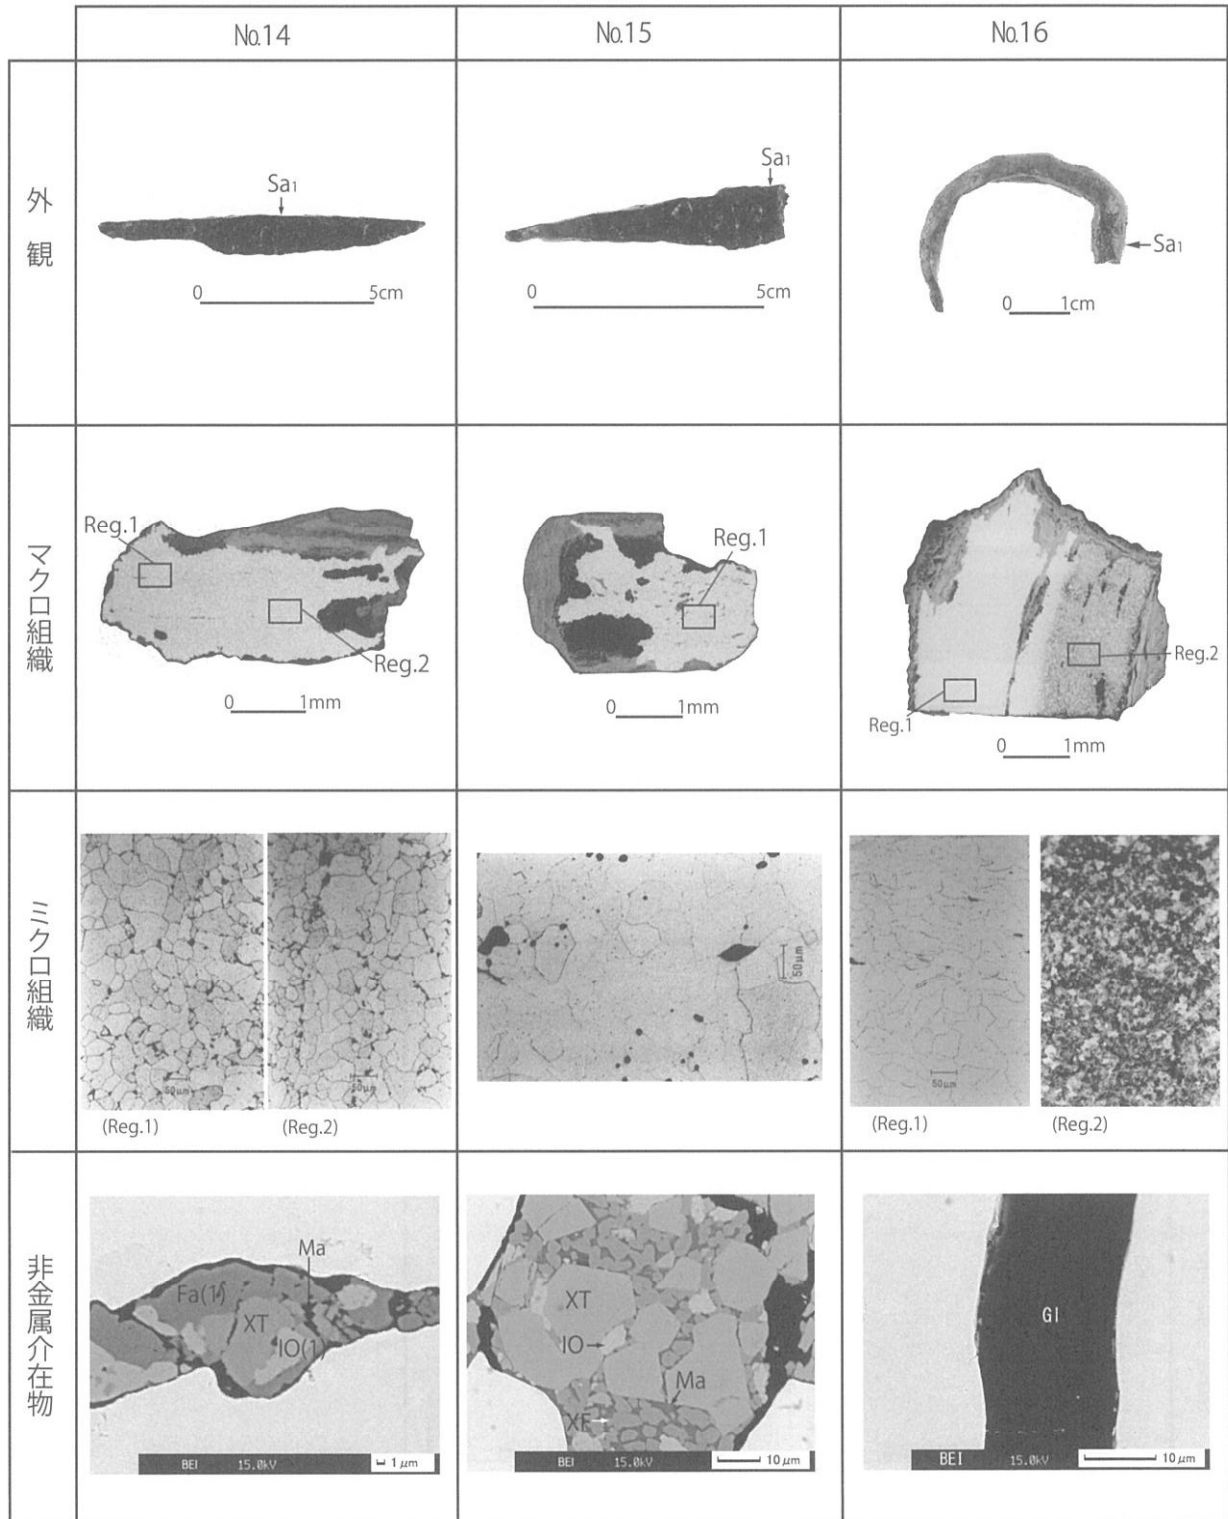 No.14
No.15
No.16
外観
Sa1
0 5cm
Sa1
0 5cm
Sa1
0 1cm
マクロ組織
Reg.1
Reg.2
0 1mm
Reg.1
0 1mm
Reg.2
Reg.1
0 1mm
ミクロ組織
50μm
(Reg.1)
50μm
(Reg.2)
50μm
50μm
(Reg.1)
(Reg.2)
非金属介在物
Ma
Fa(1)
XT
IO(1)
BEI 15.0kV 1μm
XT
IO
Ma
XF
BEI 15.0kV 10μm
Gl
BEI 15.0kV 10μm